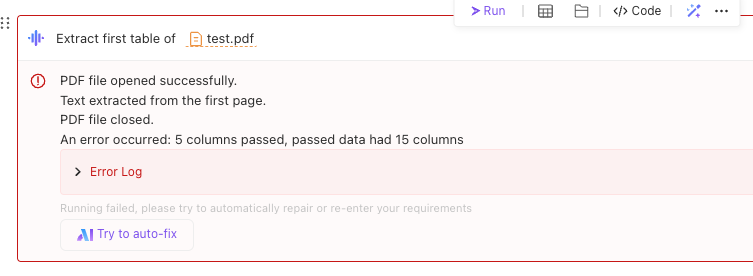 Run
Code
Extract first table of test.pdf
PDF file opened successfully.
Text extracted from the first page.
PDF file closed.
An error occurred: 5 columns passed, passed data had 15 columns
Error Log
Running failed, please try to automatically repair or re-enter your requirements
AI Try to auto-fix